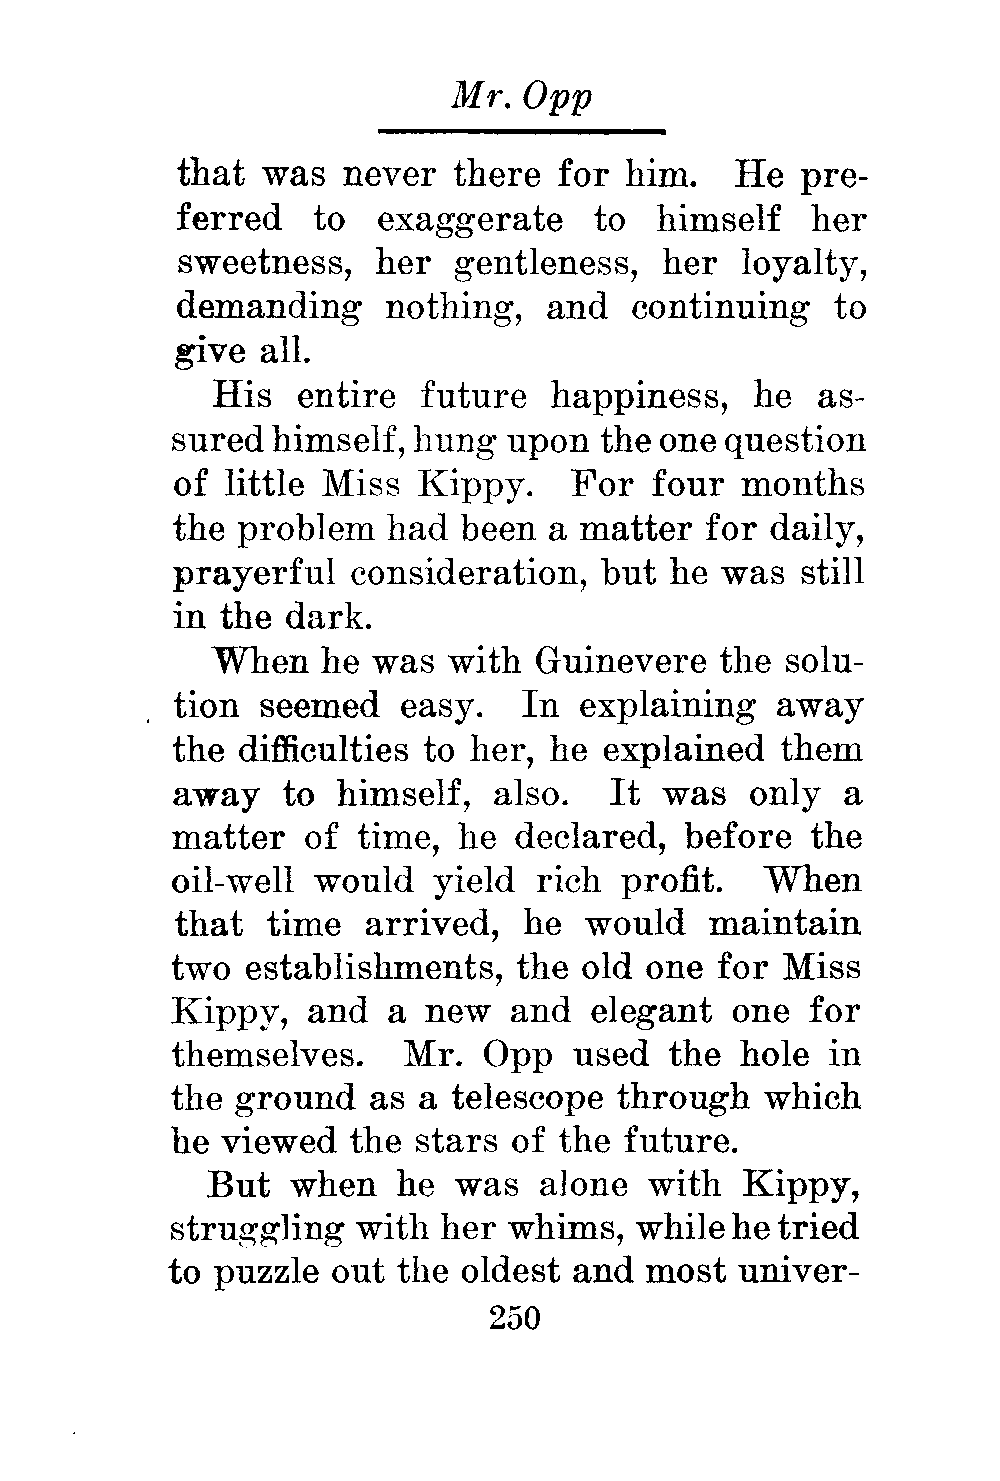 Mr. Opp
that was never there for him. He pre-
ferred to exaggerate to himself her
sweetness, her gentleness, her loyalty,
demanding nothing, and continuing to
give all.
His entire future happiness, he as-
sured himself, hung upon the one question
of little Miss Kippy. For four months
the problem had been a matter for daily,
prayerful consideration, but he was still
in the dark.
When he was with Guinevere the solu-
tion seemed easy. In explaining away
the difficulties to her, he explained them
away to himself, also. It was only a
matter of time, he declared, before the
oil-well would yield rich profit. When
that time arrived, he would maintain
two establishments, the old one for Miss
Kippy, and a new and elegant one for
themselves. Mr. Opp used the hole in
the ground as a telescope through which
he viewed the stars of the future.
But when he was alone with Kippy,
struggling with her whims, while he tried
to puzzle out the oldest and most univer-
250